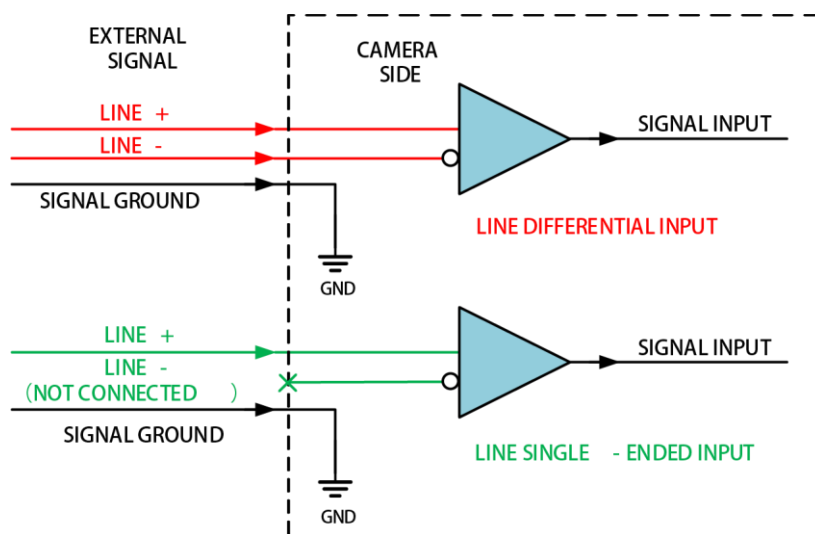 EXTERNAL
SIGNAL
CAMERA
SIDE
LINE +
LINE -
SIGNAL GROUND
SIGNAL INPUT
LINE DIFFERENTIAL INPUT
GND
LINE +
LINE -
(NOT CONNECTED )
SIGNAL GROUND
SIGNAL INPUT
LINE SINGLE - ENDED INPUT
GND